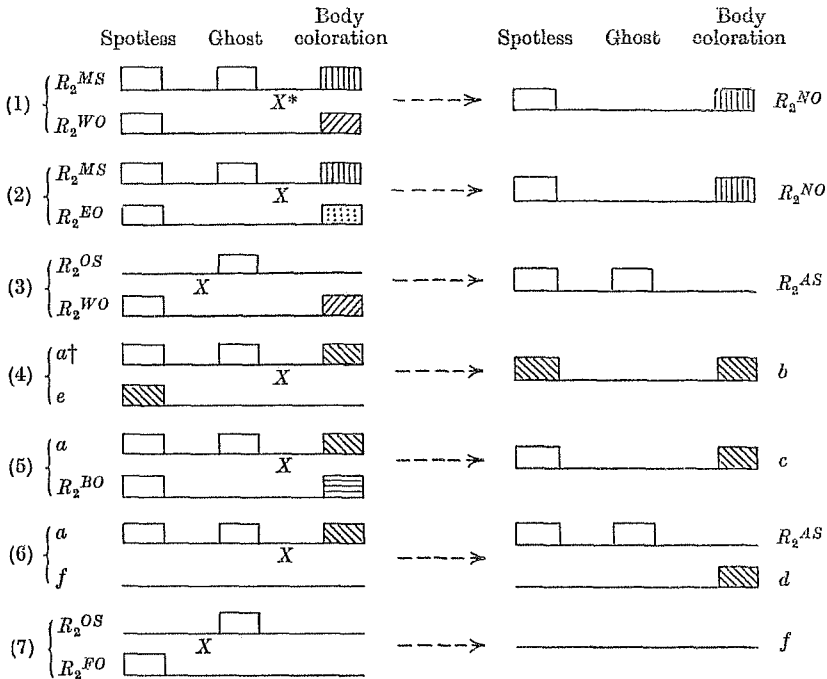 Spotless Ghost Body coloration Spotless Ghost Body coloration
(1) R₂ᴹˢ X* R₂ᴺᴼ
R₂ᵂᴼ
(2) R₂ᴹˢ X R₂ᴺᴼ
R₂ᴱᴼ
(3) R₂ᴼˢ X R₂ᴬˢ
R₂ᵂᴼ
(4) a† X b
e
(5) a X c
R₂ᴮᴼ
(6) a X R₂ᴬˢ
f d
(7) R₂ᴼˢ X f
R₂ꟳᴼ